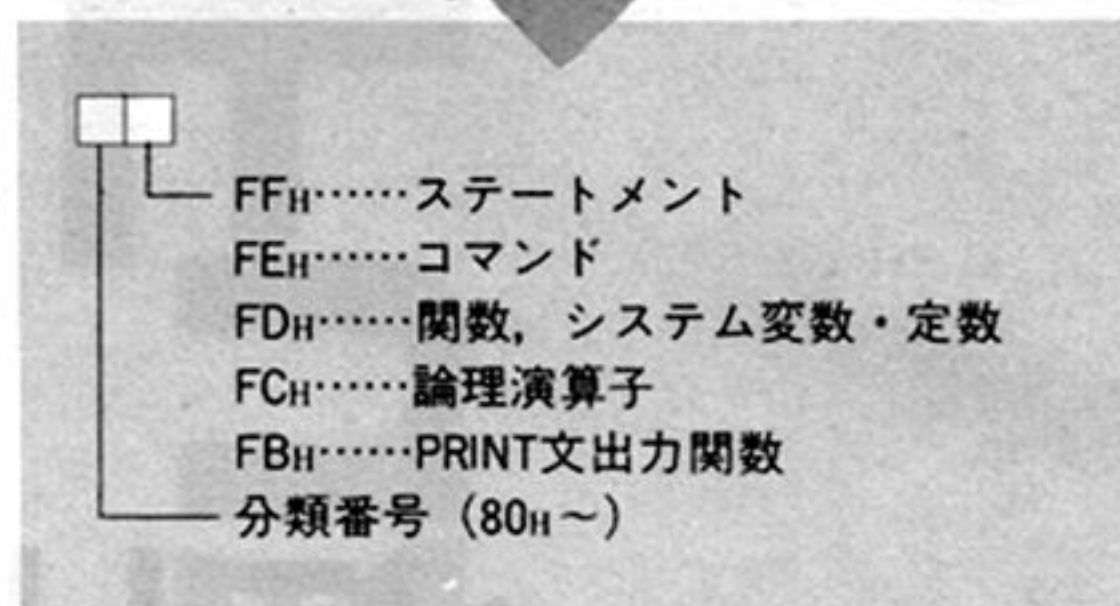 FFH……ステートメント
FEH……コマンド
FDH……関数，システム変数・定数
FCH……論理演算子
FBH……PRINT文出力関数
分類番号（80H～）